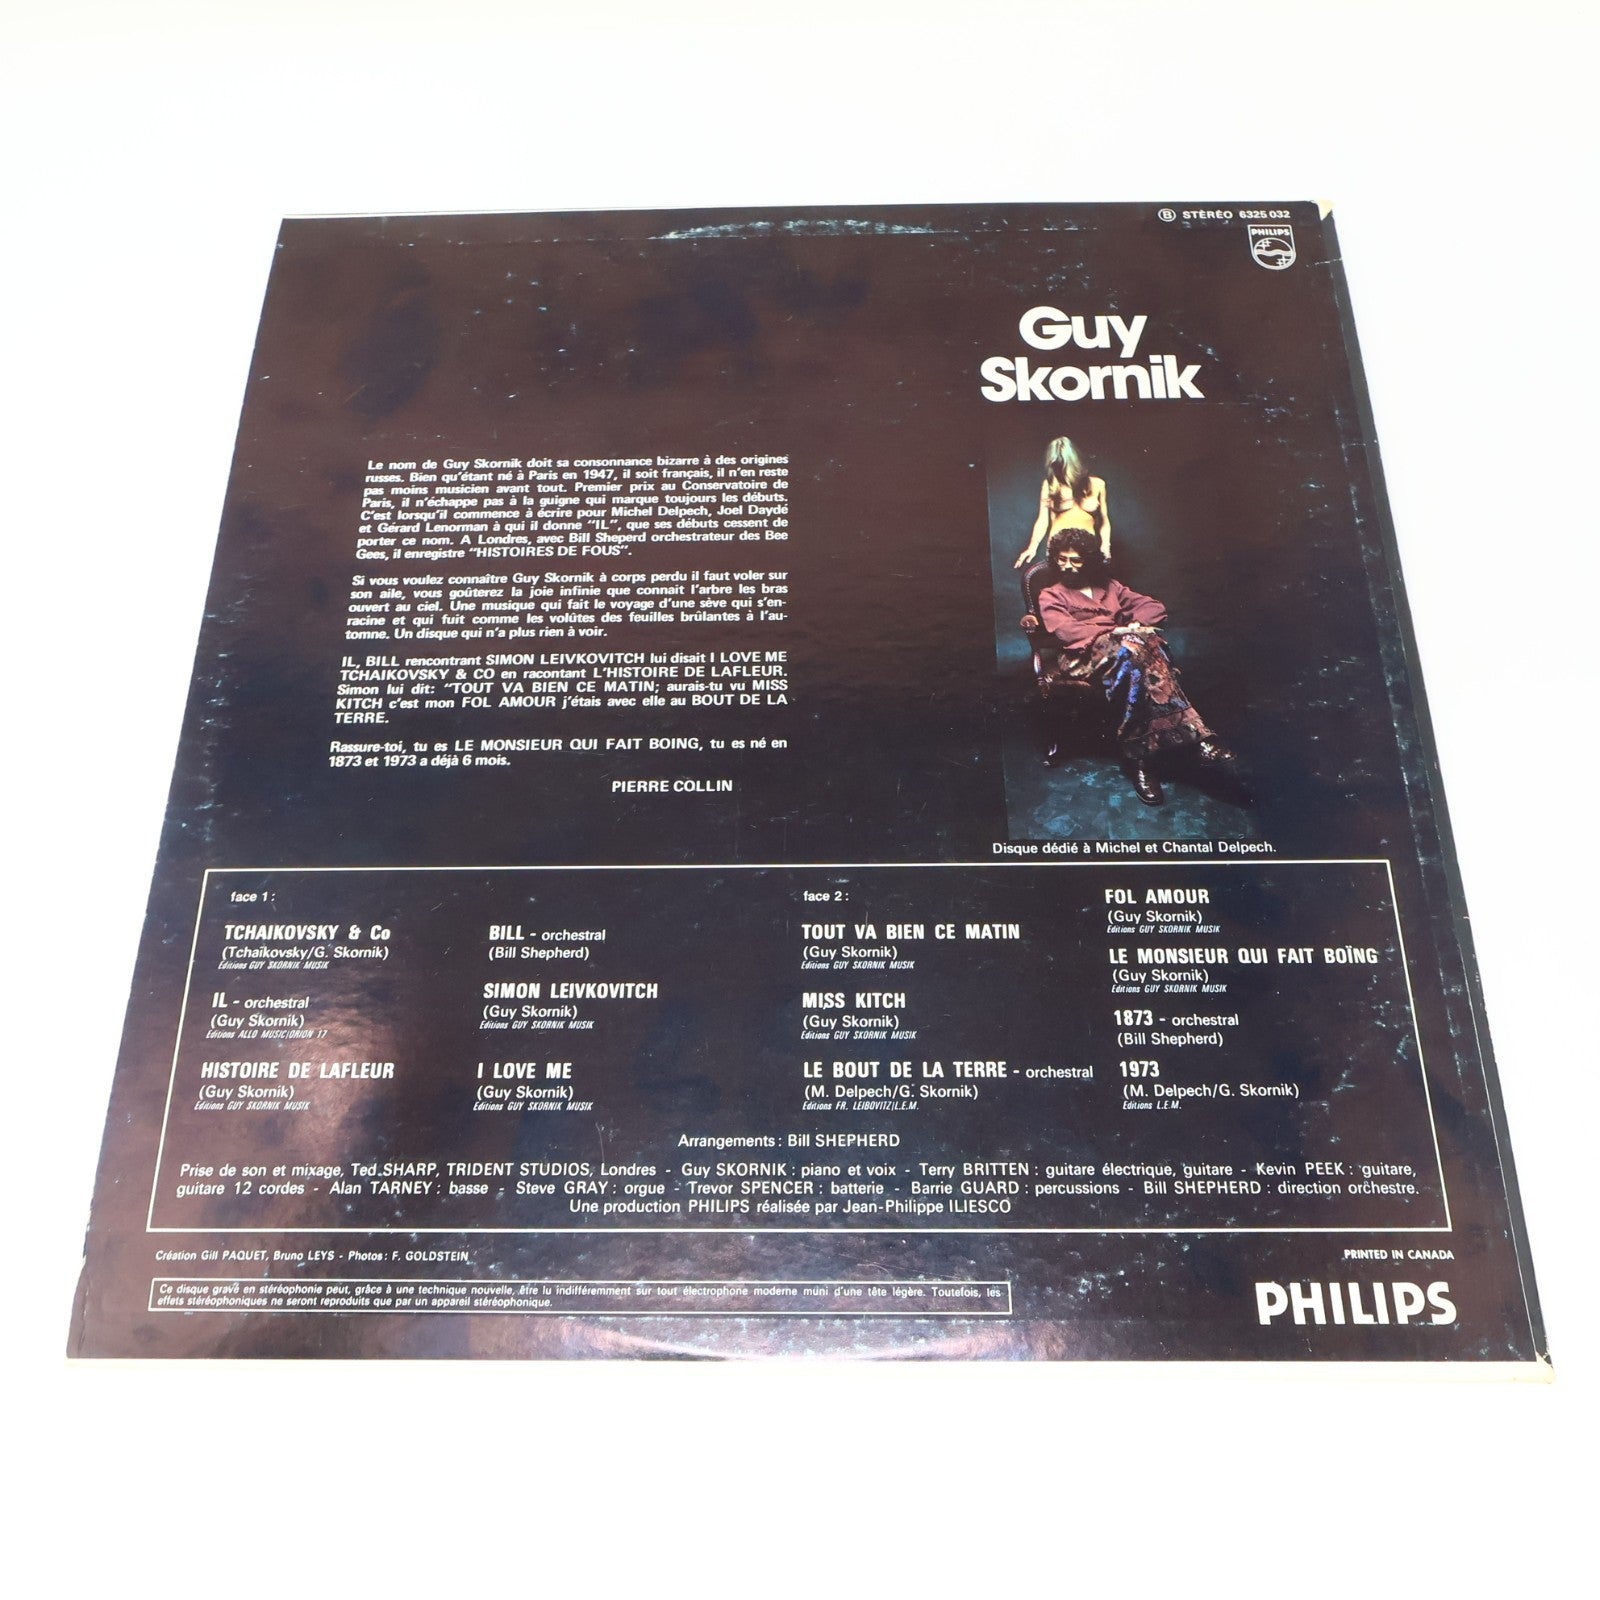 Ⓑ STÉRÉO 6325 032
PHILIPS
Guy
Skornik
Le nom de Guy Skornik doit sa consonnance bizarre à des origines
russes. Bien qu'étant né à Paris en 1947, il soit français, il n'en reste
pas moins musicien avant tout. Premier prix au Conservatoire de
Paris, il n'échappe pas à la guigne qui marque toujours les débuts.
C'est lorsqu'il commence à écrire pour Michel Delpech, Joel Daydé
et Gérard Lenorman à qui il donne "IL", que ses débuts cessent de
porter ce nom. A Londres, avec Bill Sheperd orchestrateur des Bee
Gees, il enregistre "HISTOIRES DE FOUS".
Si vous voulez connaître Guy Skornik à corps perdu il faut voler sur
son aile, vous goûterez la joie infinie que connait l'arbre les bras
ouvert au ciel. Une musique qui fait le voyage d'une sève qui s'en-
racine et qui fuit comme les volûtes des feuilles brûlantes à l'au-
tomne. Un disque qui n'a plus rien à voir.
IL, BILL rencontrant SIMON LEIVKOVITCH lui disait I LOVE ME
TCHAIKOVSKY & CO en racontant L'HISTOIRE DE LAFLEUR.
Simon lui dit: "TOUT VA BIEN CE MATIN; aurais-tu vu MISS
KITCH c'est mon FOL AMOUR j'étais avec elle au BOUT DE LA
TERRE.
Rassure-toi, tu es LE MONSIEUR QUI FAIT BOING, tu es né en
1873 et 1973 a déjà 6 mois.
PIERRE COLLIN
Disque dédié à Michel et Chantal Delpech.
face 1 :
TCHAIKOVSKY & Co
(Tchaïkovsky/G. Skornik)
Editions GUY SKORNIK MUSIK
IL - orchestral
(Guy Skornik)
Editions ALLO MUSIC/ORION 17
HISTOIRE DE LAFLEUR
(Guy Skornik)
Editions GUY SKORNIK MUSIK
BILL - orchestral
(Bill Shepherd)
SIMON LEIVKOVITCH
(Guy Skornik)
Editions GUY SKORNIK MUSIK
I LOVE ME
(Guy Skornik)
Editions GUY SKORNIK MUSIK
face 2 :
TOUT VA BIEN CE MATIN
(Guy Skornik)
Editions GUY SKORNIK MUSIK
MISS KITCH
(Guy Skornik)
Editions GUY SKORNIK MUSIK
LE BOUT DE LA TERRE - orchestral
(M. Delpech/G. Skornik)
Editions FR. LEIBOVITZ/L.E.M.
FOL AMOUR
(Guy Skornik)
Editions GUY SKORNIK MUSIK
LE MONSIEUR QUI FAIT BOÏNG
(Guy Skornik)
Editions GUY SKORNIK MUSIK
1873 - orchestral
(Bill Shepherd)
1973
(M. Delpech/G. Skornik)
Editions L.E.M.
Arrangements : Bill SHEPHERD
Prise de son et mixage, Ted SHARP, TRIDENT STUDIOS, Londres - Guy SKORNIK : piano et voix - Terry BRITTEN : guitare électrique, guitare - Kevin PEEK : guitare,
guitare 12 cordes - Alan TARNEY : basse - Steve GRAY : orgue - Trevor SPENCER : batterie - Barrie GUARD : percussions - Bill SHEPHERD : direction orchestre.
Une production PHILIPS réalisée par Jean-Philippe ILIESCO
Création Gill PAQUET, Bruno LEYS - Photos : F. GOLDSTEIN
PRINTED IN CANADA
Ce disque gravé en stéréophonie peut, grâce à une technique nouvelle, être lu indifféremment sur tout électrophone moderne muni d'une tête légère. Toutefois, les
effets stéréophoniques ne seront reproduits que par un appareil stéréophonique.
PHILIPS